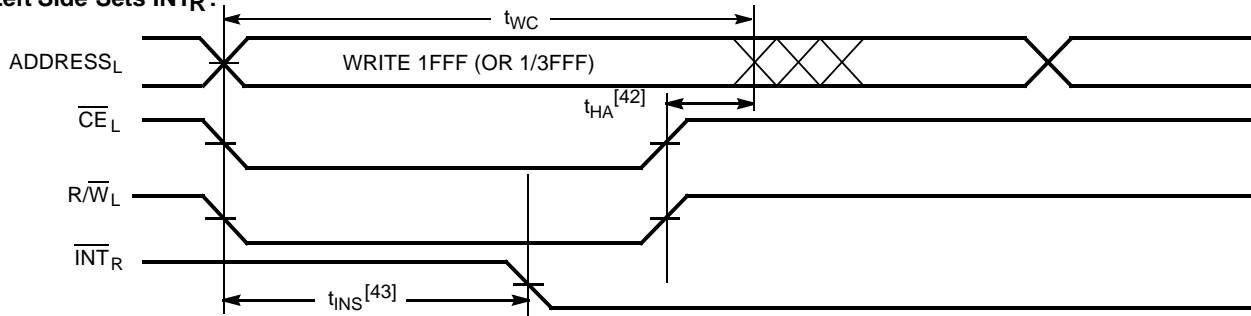 Left Side Sets INTR:
tWC
ADDRESSL
WRITE 1FFF (OR 1/3FFF)
tHA[42]
CEL
R/WL
INTR
tINS[43]